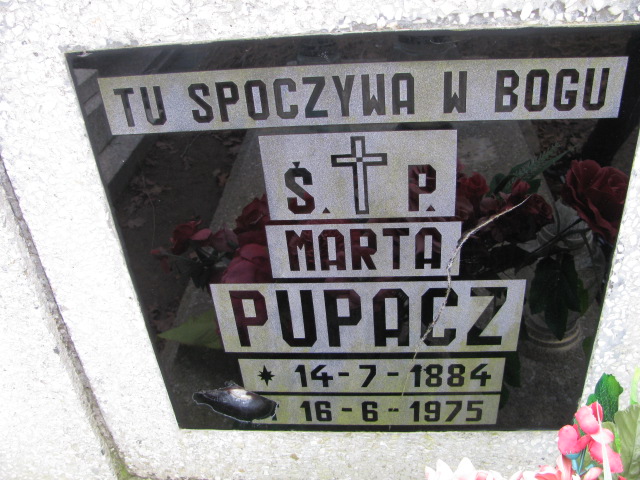 TU SPOCZYWA W BOGU
Ś. P.
MARTA
PUPACZ
* 14-7-1884
16-6-1975